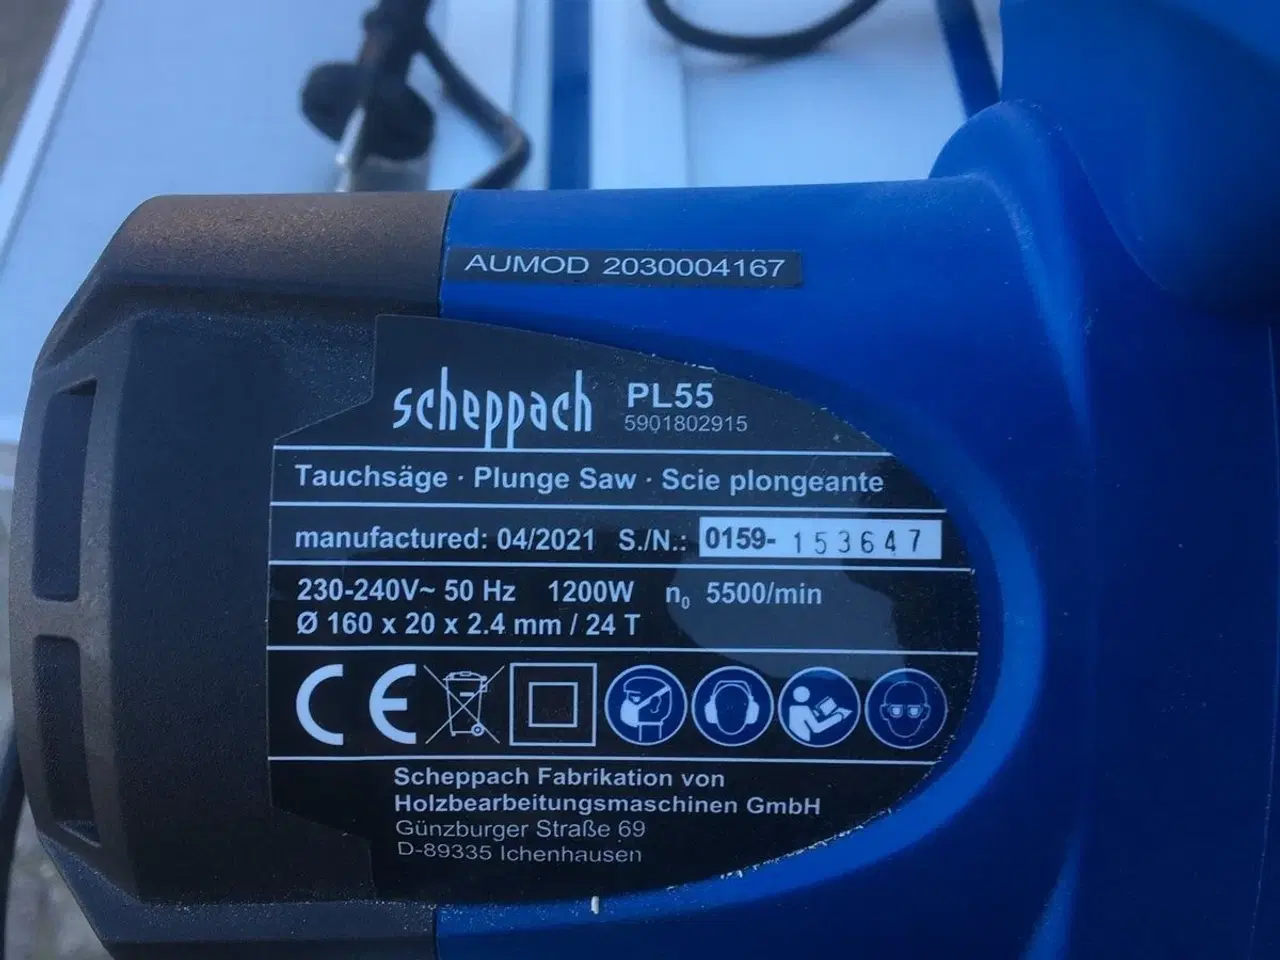 AUMOD 2030004167
scheppach PL55
5901802915
Tauchsäge · Plunge Saw · Scie plongeante
manufactured: 04/2021 S./N.: 0159- 153647
230-240V~ 50 Hz 1200W n₀ 5500/min
Ø 160 x 20 x 2.4 mm / 24 T
CE
Scheppach Fabrikation von
Holzbearbeitungsmaschinen GmbH
Günzburger Straße 69
D-89335 Ichenhausen